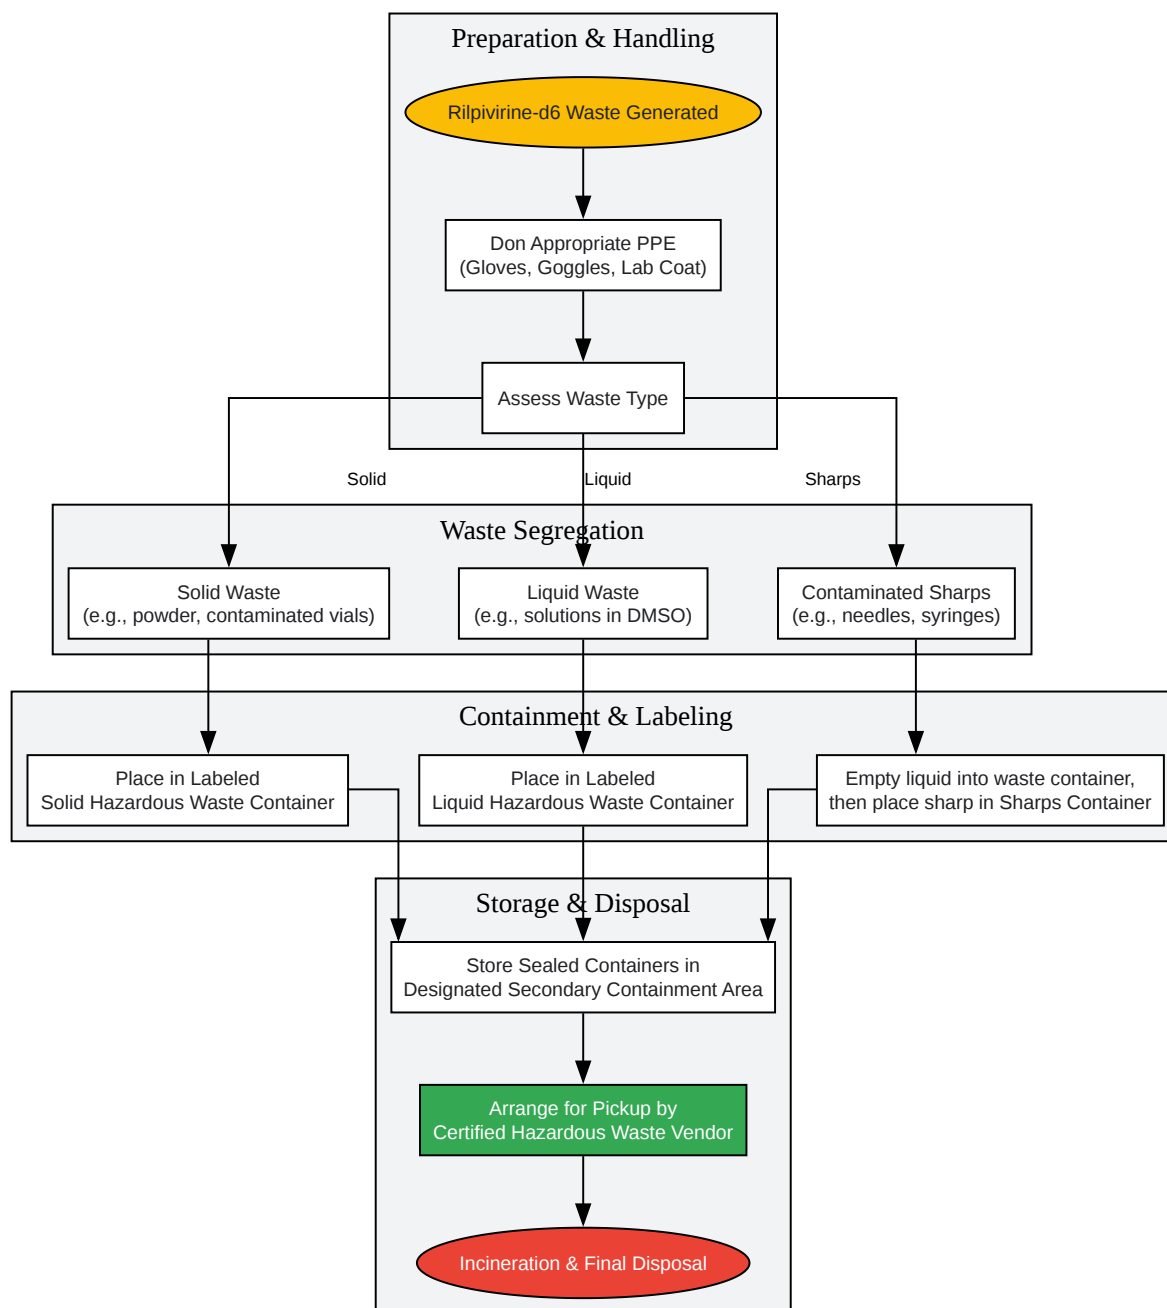 Preparation & Handling
Rilpivirine-d6 Waste Generated
Don Appropriate PPE
(Gloves, Goggles, Lab Coat)
Assess Waste Type
Solid
Liquid
Sharps
Waste Segregation
Solid Waste
(e.g., powder, contaminated vials)
Liquid Waste
(e.g., solutions in DMSO)
Contaminated Sharps
(e.g., needles, syringes)
Containment & Labeling
Place in Labeled
Solid Hazardous Waste Container
Place in Labeled
Liquid Hazardous Waste Container
Empty liquid into waste container,
then place sharp in Sharps Container
Storage & Disposal
Store Sealed Containers in
Designated Secondary Containment Area
Arrange for Pickup by
Certified Hazardous Waste Vendor
Incineration & Final Disposal